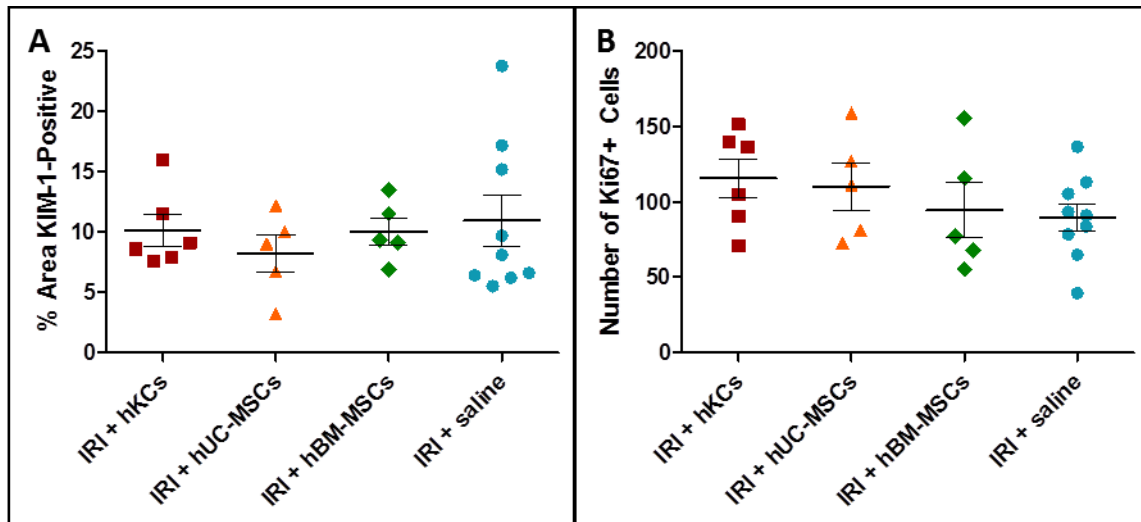 A
% Area KIM-1-Positive
25
20
15
10
5
0
IRI + hKCs
IRI + hUC-MSCs
IRI + hBM-MSCs
IRI + saline
B
Number of Ki67+ Cells
200
150
100
50
0
IRI + hKCs
IRI + hUC-MSCs
IRI + hBM-MSCs
IRI + saline